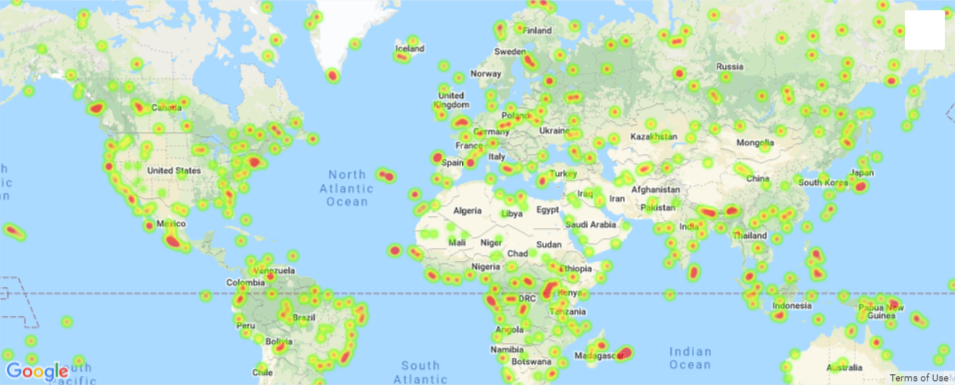 Finland
Iceland
Sweden
Russia
Norway
Canada
United
Kingdom
Poland
Germany
Ukraine
Kazakhstan
France
Mongolia
Italy
Spain
United States
North
Atlantic
Ocean
Turkey
China
South Korea
Japan
Afghanistan
Iraq
Iran
Pakistan
Algeria
Libya
Egypt
Saudi Arabia
India
Mexico
Mali
Niger
Chad
Sudan
Thailand
Nigeria
Ethiopia
Venezuela
Colombia
DRC
Kenya
Indonesia
Papua New
Guinea
Tanzania
Peru
Brazil
Angola
Bolivia
Namibia
Botswana
Madagascar
Indian
Ocean
South
Atlantic
Chile
Australia
Google
Terms of Use